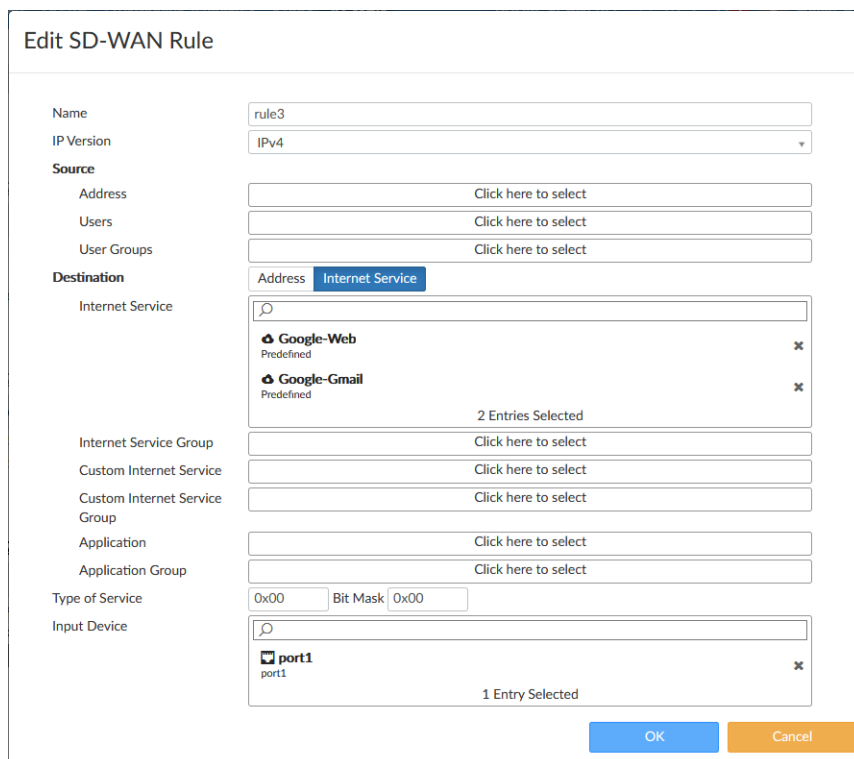 Edit SD-WAN Rule
Name rule3
IP Version IPv4
Source
Address Click here to select
Users Click here to select
User Groups Click here to select
Destination Address Internet Service
Internet Service
Google-Web
Predefined
Google-Gmail
Predefined
2 Entries Selected
Internet Service Group Click here to select
Custom Internet Service Click here to select
Custom Internet Service Click here to select
Group
Application Click here to select
Application Group Click here to select
Type of Service 0x00 Bit Mask 0x00
Input Device
port1
port1
1 Entry Selected
OK Cancel